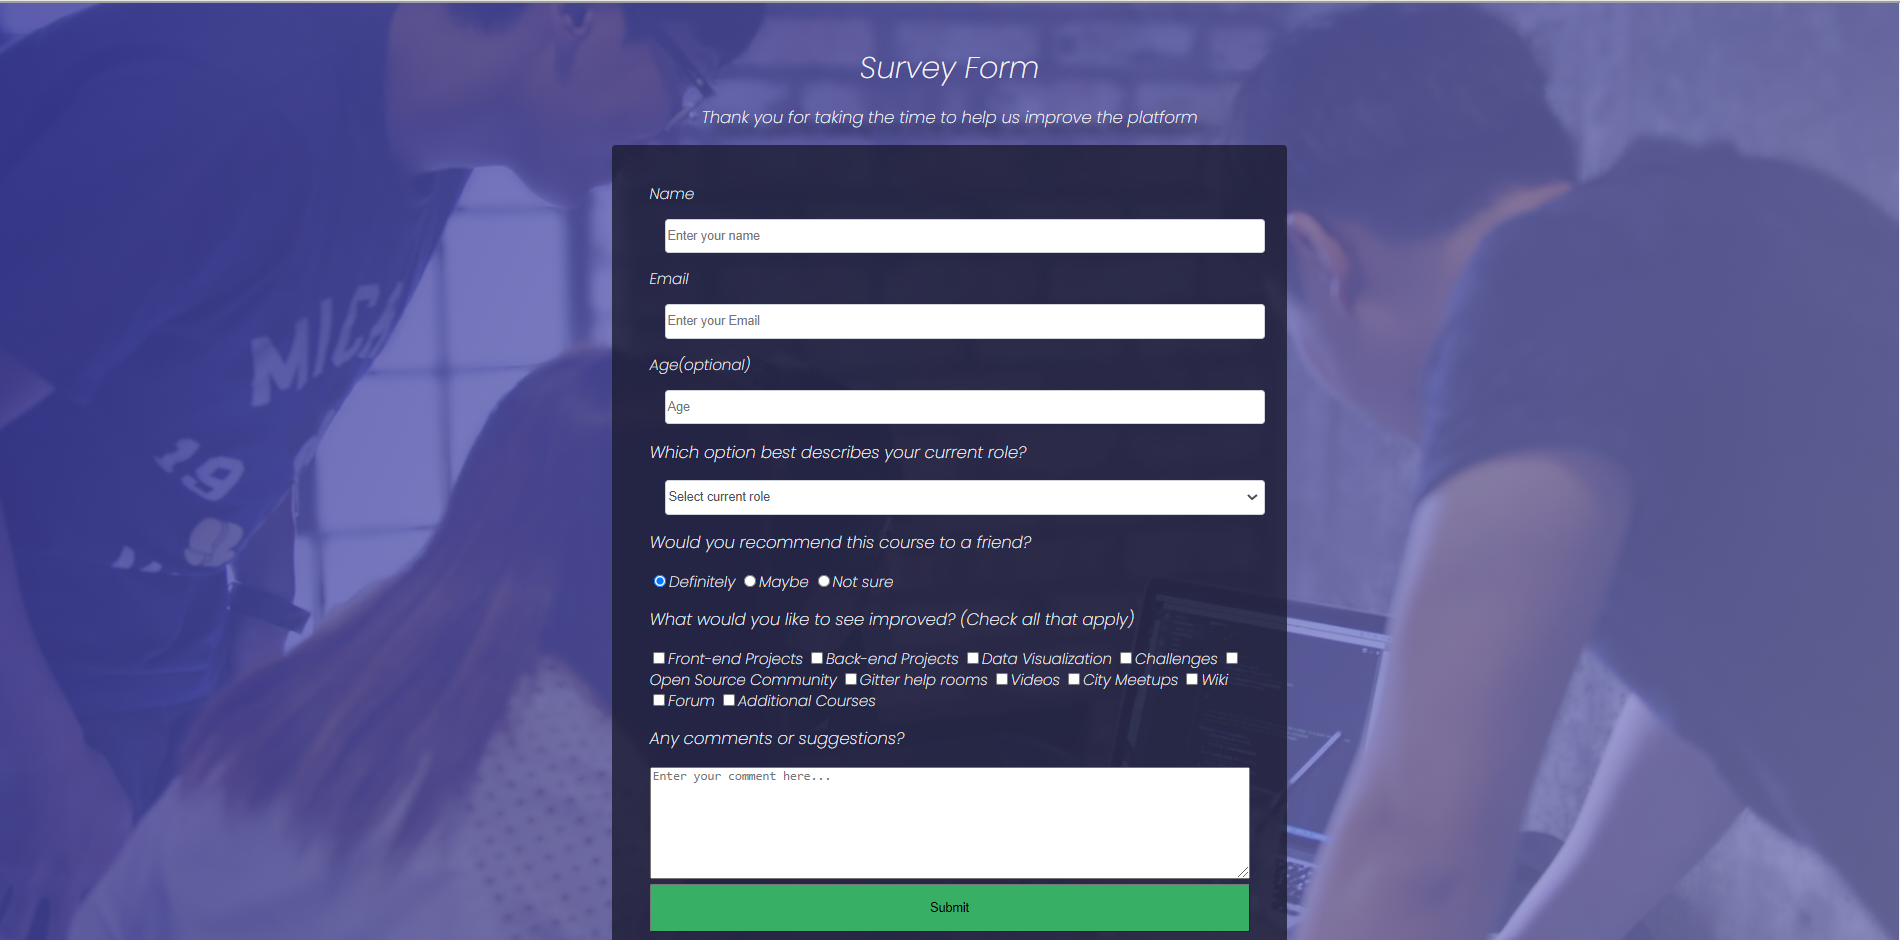 Survey Form
Thank you for taking the time to help us improve the platform
Name
Enter your name
Email
Enter your Email
Age(optional)
Age
Which option best describes your current role?
Select current role
Would you recommend this course to a friend?
Definitely Maybe Not sure
What would you like to see improved? (Check all that apply)
Front-end Projects Back-end Projects Data Visualization Challenges
Open Source Community Gitter help rooms Videos City Meetups Wiki
Forum Additional Courses
Any comments or suggestions?
Enter your comment here...
Submit
MICH
19